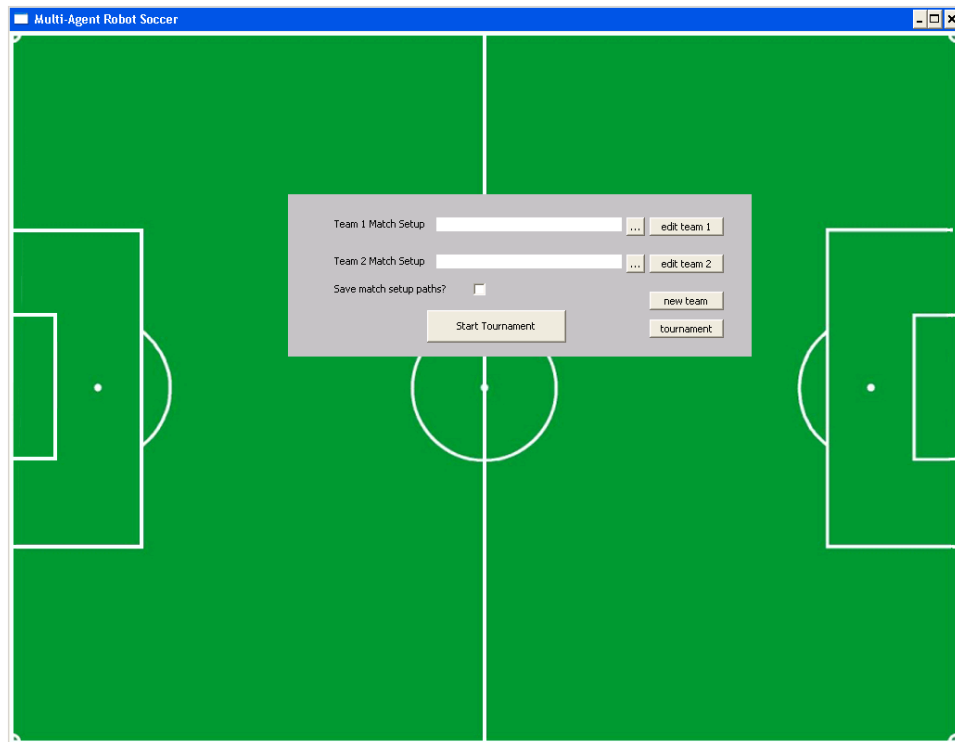 Multi-Agent Robot Soccer
Team 1 Match Setup ... edit team 1
Team 2 Match Setup ... edit team 2
Save match setup paths?
new team
Start Tournament
tournament